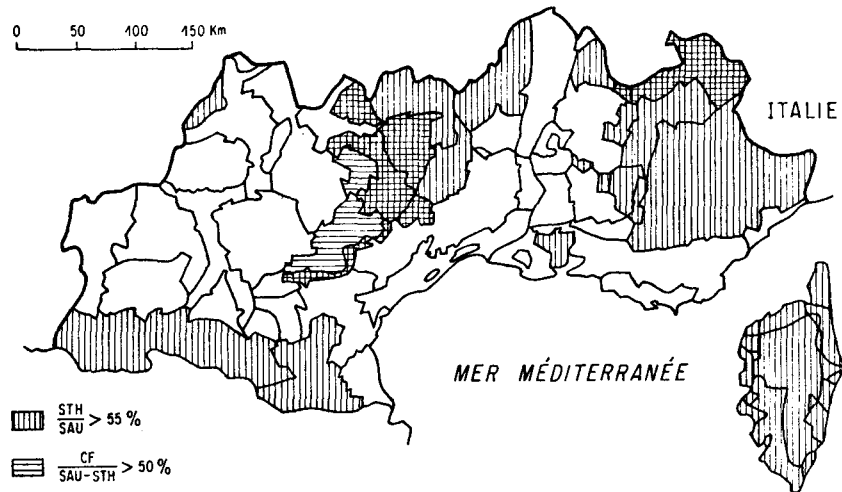 0 50 100 150 Km
ITALIE
MER MÉDITERRANÉE
STH
SAU > 55 %
CF
SAU-STH > 50 %